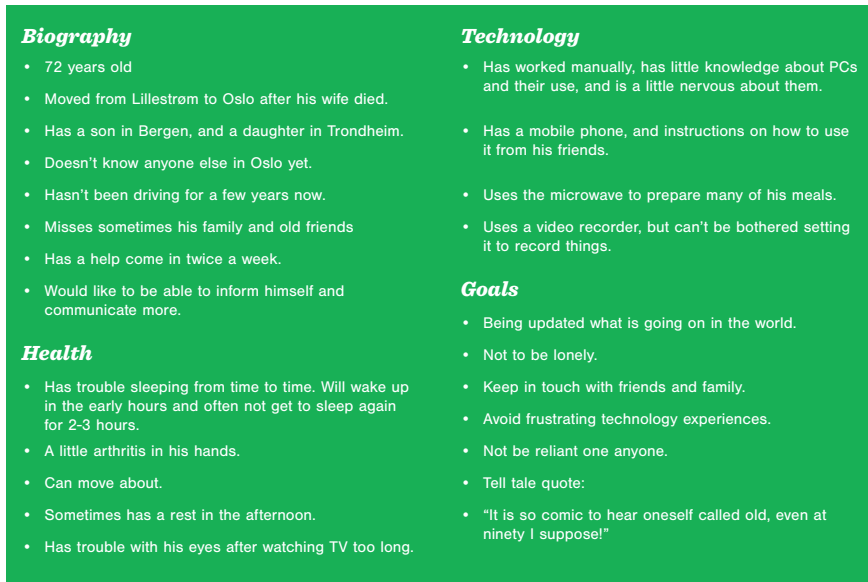 Biography
• 72 years old
• Moved from Lillestrøm to Oslo after his wife died.
• Has a son in Bergen, and a daughter in Trondheim.
• Doesn't know anyone else in Oslo yet.
• Hasn't been driving for a few years now.
• Misses sometimes his family and old friends
• Has a help come in twice a week.
• Would like to be able to inform himself and
communicate more.
Health
• Has trouble sleeping from time to time. Will wake up
in the early hours and often not get to sleep again
for 2-3 hours.
• A little arthritis in his hands.
• Can move about.
• Sometimes has a rest in the afternoon.
• Has trouble with his eyes after watching TV too long.
Technology
• Has worked manually, has little knowledge about PCs
and their use, and is a little nervous about them.
• Has a mobile phone, and instructions on how to use
it from his friends.
• Uses the microwave to prepare many of his meals.
• Uses a video recorder, but can't be bothered setting
it to record things.
Goals
• Being updated what is going on in the world.
• Not to be lonely.
• Keep in touch with friends and family.
• Avoid frustrating technology experiences.
• Not be reliant one anyone.
• Tell tale quote:
• “It is so comic to hear oneself called old, even at
ninety I suppose!”